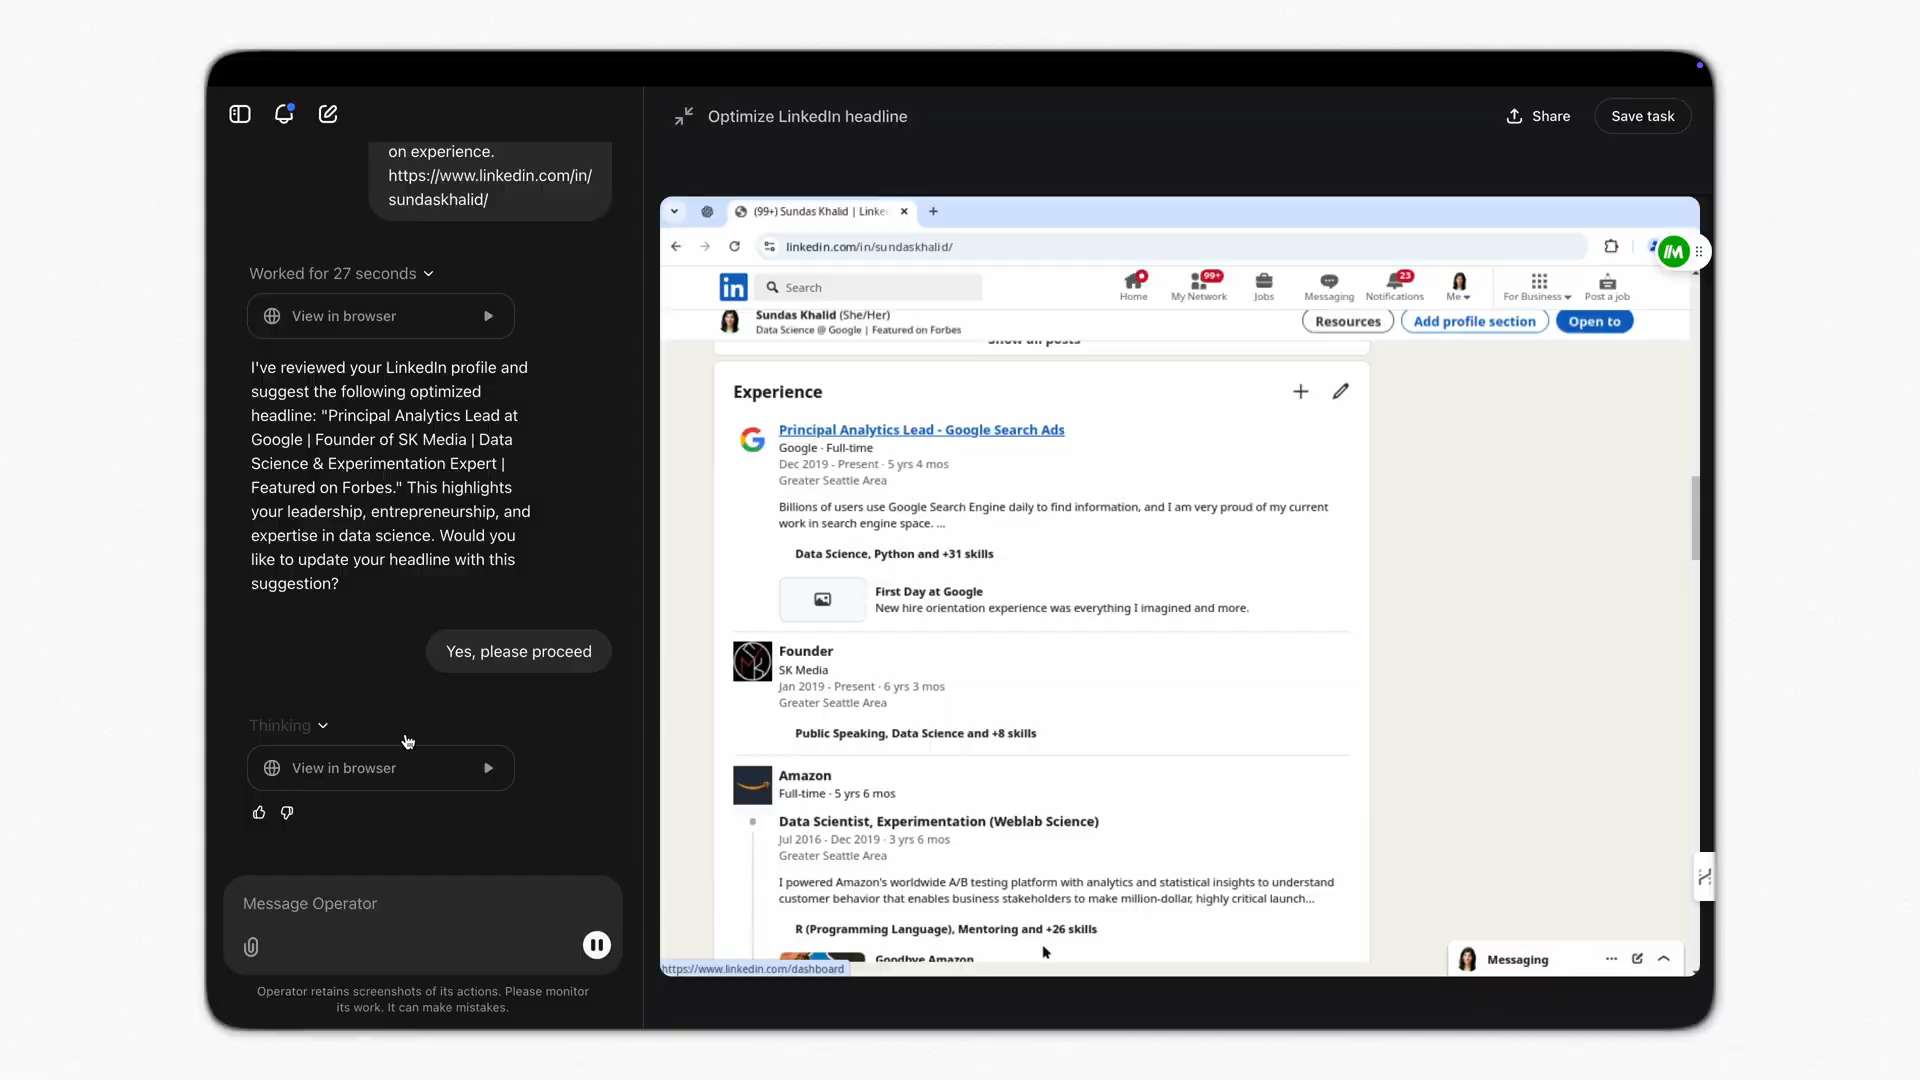 Optimize LinkedIn headline
Share
Save task
on experience.
https://www.linkedin.com/in/
sundaskhalid/
Worked for 27 seconds
View in browser
I've reviewed your LinkedIn profile and
suggest the following optimized
headline: "Principal Analytics Lead at
Google | Founder of SK Media | Data
Science & Experimentation Expert |
Featured on Forbes." This highlights
your leadership, entrepreneurship, and
expertise in data science. Would you
like to update your headline with this
suggestion?
Yes, please proceed
Thinking
View in browser
Message Operator
Operator retains screenshots of its actions. Please monitor
its work. It can make mistakes.
(99+) Sundas Khalid | Linke
linkedin.com/in/sundaskhalid/
in
Search
Home
99+
My Network
Jobs
Messaging
23
Notifications
Me
For Business
Post a job
Sundas Khalid (She/Her)
Data Science @ Google | Featured on Forbes
Resources
Add profile section
Open to
Show all posts
Experience
Principal Analytics Lead - Google Search Ads
Google · Full-time
Dec 2019 - Present · 5 yrs 4 mos
Greater Seattle Area
Billions of users use Google Search Engine daily to find information, and I am very proud of my current
work in search engine space. ...
Data Science, Python and +31 skills
First Day at Google
New hire orientation experience was everything I imagined and more.
Founder
SK Media
Jan 2019 - Present · 6 yrs 3 mos
Greater Seattle Area
Public Speaking, Data Science and +8 skills
Amazon
Full-time · 5 yrs 6 mos
Data Scientist, Experimentation (Weblab Science)
Jul 2016 - Dec 2019 · 3 yrs 6 mos
Greater Seattle Area
I powered Amazon's worldwide A/B testing platform with analytics and statistical insights to understand
customer behavior that enables business stakeholders to make million-dollar, highly critical launch...
R (Programming Language), Mentoring and +26 skills
Goodbye Amazon
https://www.linkedin.com/dashboard
Messaging